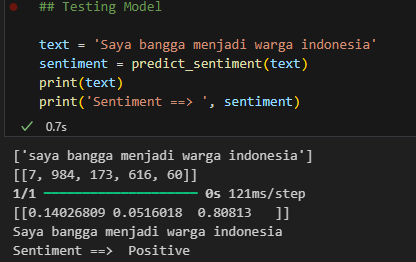 ## Testing Model
text = 'Saya bangga menjadi warga indonesia'
sentiment = predict_sentiment(text)
print(text)
print('Sentiment ==> ', sentiment)
0.7s
['saya bangga menjadi warga indonesia']
[[7, 984, 173, 616, 60]]
1/1 ━━━━━━━━━━━━━━━━━━━━ 0s 121ms/step
[[0.14026809 0.0516018  0.80813   ]]
Saya bangga menjadi warga indonesia
Sentiment ==>  Positive